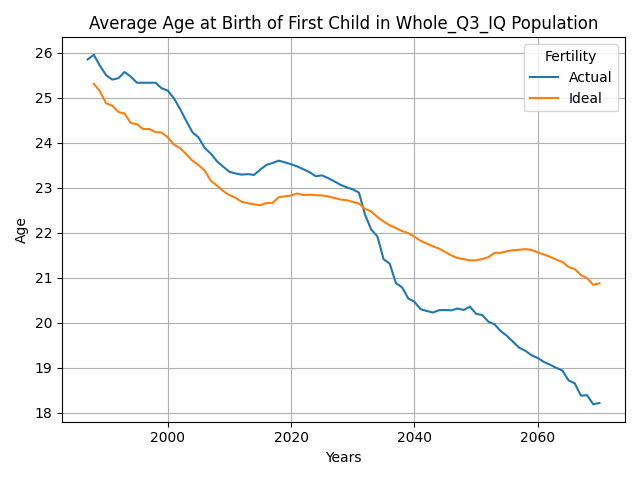 Average Age at Birth of First Child in Whole_Q3_IQ Population
Fertility
Actual
Ideal
Age
26
25
24
23
22
21
20
19
18
2000 2020 2040 2060
Years